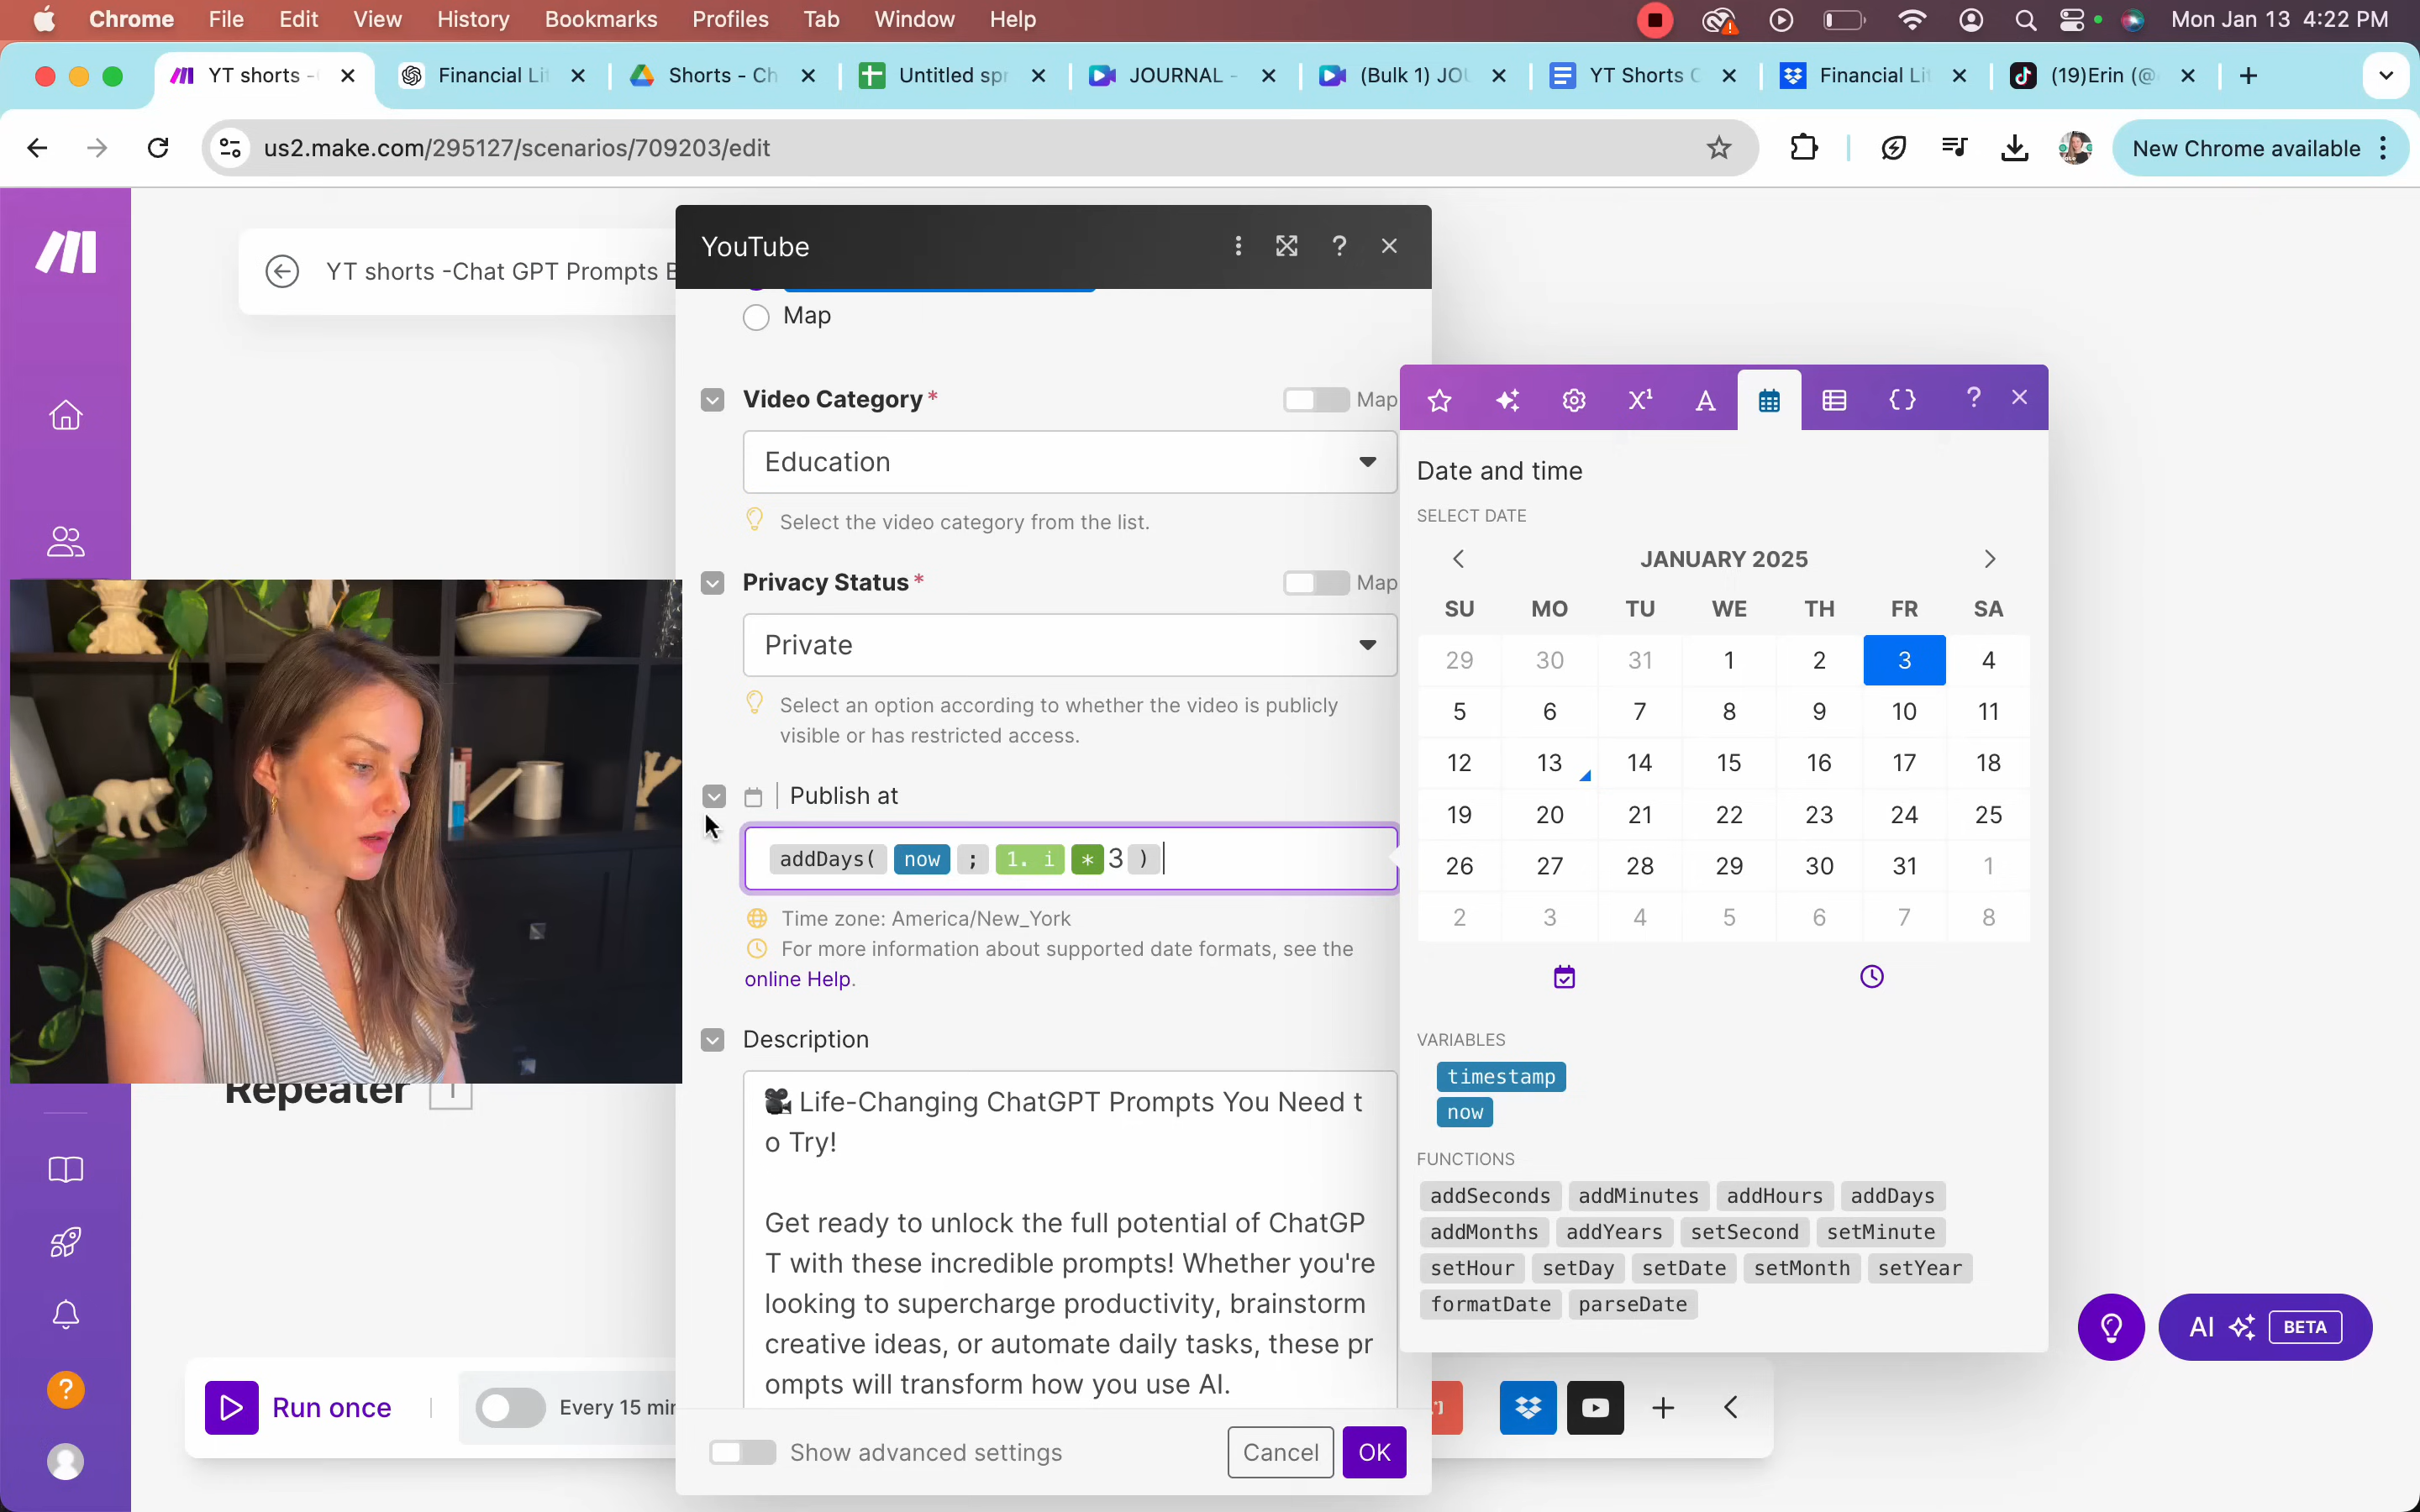 Chrome File Edit View History Bookmarks Profiles Tab Window Help
Mon Jan 13 4:22 PM
YT shorts -
Financial Lit
Shorts - Ch
Untitled spr
JOURNAL -
(Bulk 1) JOU
YT Shorts C
Financial Lit
(19)Erin (@
us2.make.com/295127/scenarios/709203/edit
New Chrome available
YT shorts -Chat GPT Prompts B
YouTube
Map
Video Category *
Map
Education
Select the video category from the list.
Privacy Status *
Map
Private
Select an option according to whether the video is publicly
visible or has restricted access.
Publish at
addDays( now ; 1. i * 3 )
Time zone: America/New_York
For more information about supported date formats, see the
online Help.
Description
Life-Changing ChatGPT Prompts You Need t
o Try!
Get ready to unlock the full potential of ChatGP
T with these incredible prompts! Whether you're
looking to supercharge productivity, brainstorm
creative ideas, or automate daily tasks, these pr
ompts will transform how you use AI.
Show advanced settings
Cancel
OK
Date and time
SELECT DATE
JANUARY 2025
SU MO TU WE TH FR SA
29 30 31 1 2 3 4
5 6 7 8 9 10 11
12 13 14 15 16 17 18
19 20 21 22 23 24 25
26 27 28 29 30 31 1
2 3 4 5 6 7 8
VARIABLES
timestamp
now
FUNCTIONS
addSeconds addMinutes addHours addDays
addMonths addYears setSecond setMinute
setHour setDay setDate setMonth setYear
formatDate parseDate
Repeater 1
Run once
Every 15 min
AI BETA